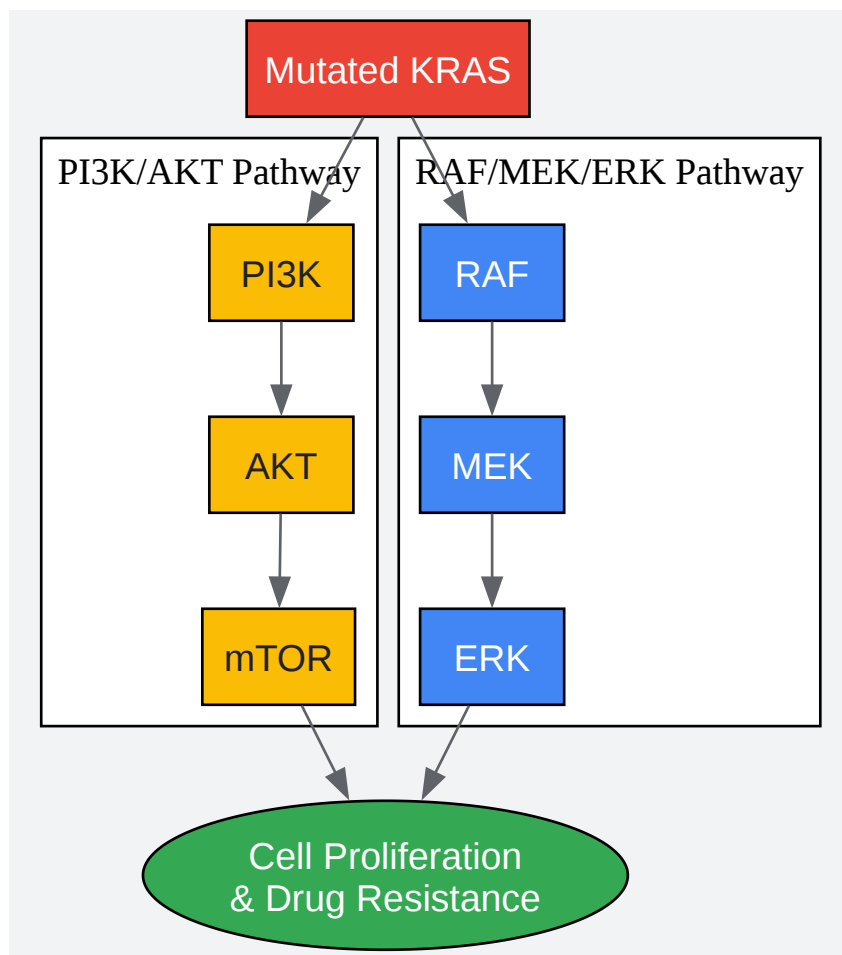 Mutated KRAS
PI3K/AKT Pathway
RAF/MEK/ERK Pathway
PI3K
RAF
AKT
MEK
mTOR
ERK
Cell Proliferation
& Drug Resistance